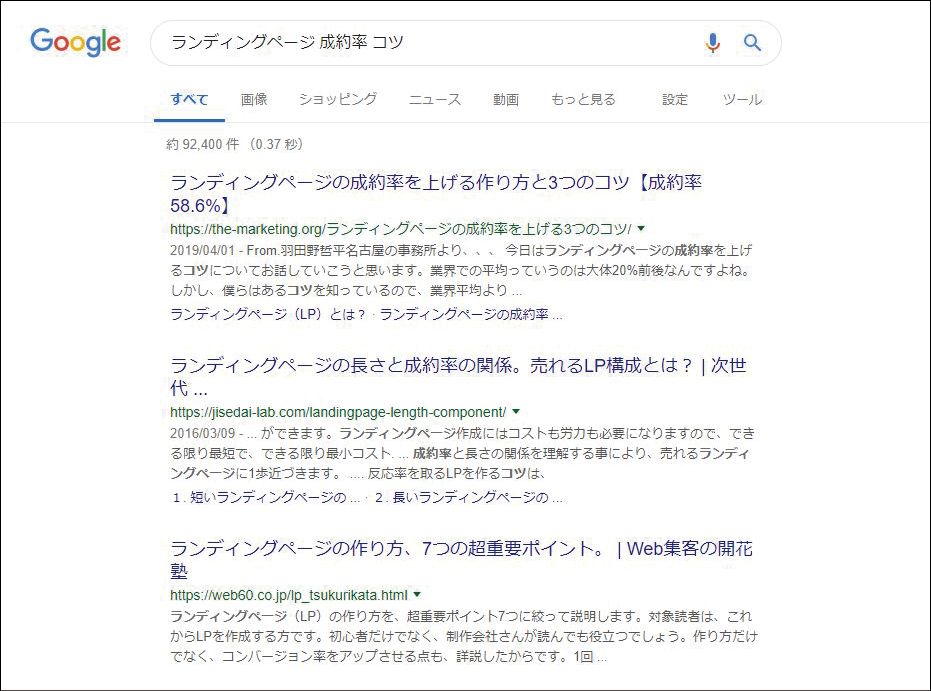 Google ランディングページ 成約率 コツ
すべて 画像 ショッピング ニュース 動画 もっと見る 設定 ツール
約 92,400 件 （0.37 秒）
ランディングページの成約率を上げる作り方と3つのコツ【成約率
58.6%】
https://the-marketing.org/ランディングページの成約率を上げる3つのコツ/
2019/04/01 - From.羽田野哲平名古屋の事務所より、、、 今日はランディングページの成約率を上げ
るコツについてお話していこうと思います。業界での平均っていうのは大体20%前後なんですよね。
しかし、僕らはあるコツを知っているので、業界平均より ...
ランディングページ（LP）とは？ · ランディングページの成約率 ...
ランディングページの長さと成約率の関係。売れるLP構成とは？ | 次世
代 ...
https://jisedai-lab.com/landingpage-length-component/
2016/03/09 - ... ができます。ランディングページ作成にはコストも労力も必要になりますので、でき
る限り最短で、できる限り最小コスト. ... 成約率と長さの関係を理解する事により、売れるランディ
ングページに1歩近づきます。 .... 反応率を取るLPを作るコツは、
１. 短いランディングページの ... · ２. 長いランディングページの ...
ランディングページの作り方、7つの超重要ポイント。 | Web集客の開花
塾
https://web60.co.jp/lp_tsukurikata.html
ランディングページ（LP）の作り方を、超重要ポイント7つに絞って説明します。対象読者は、これ
からLPを作成する方です。初心者だけでなく、制作会社さんが読んでも役立つでしょう。作り方だけ
でなく、コンバージョン率をアップさせる点も、詳説したからです。1回 ...